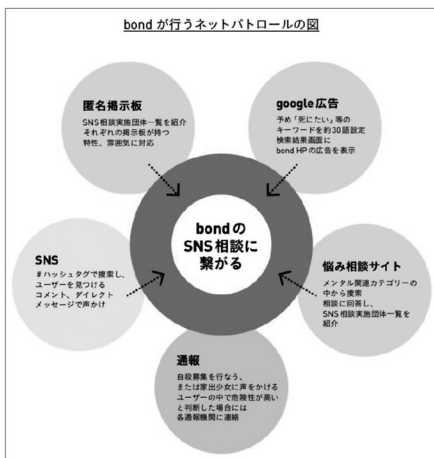 bondが行うネットパトロールの図
匿名掲示板
SNS相談実施団体一覧を紹介
それぞれの掲示板が持つ
特性、雰囲気に対応
google広告
予め「死にたい」等の
キーワードを約30語設定
検索結果画面に
bond HPの広告を表示
bondの
SNS相談に
繋がる
SNS
#ハッシュタグで捜索し、
ユーザーを見つける
コメント、ダイレクト
メッセージで声かけ
悩み相談サイト
メンタル関連カテゴリーの
中から捜索
相談に回答し、
SNS相談実施団体一覧を
紹介
通報
自殺募集を行なう、
または家出少女に声をかける
ユーザーの中で危険性が高い
と判断した場合には
各通報機関に連絡